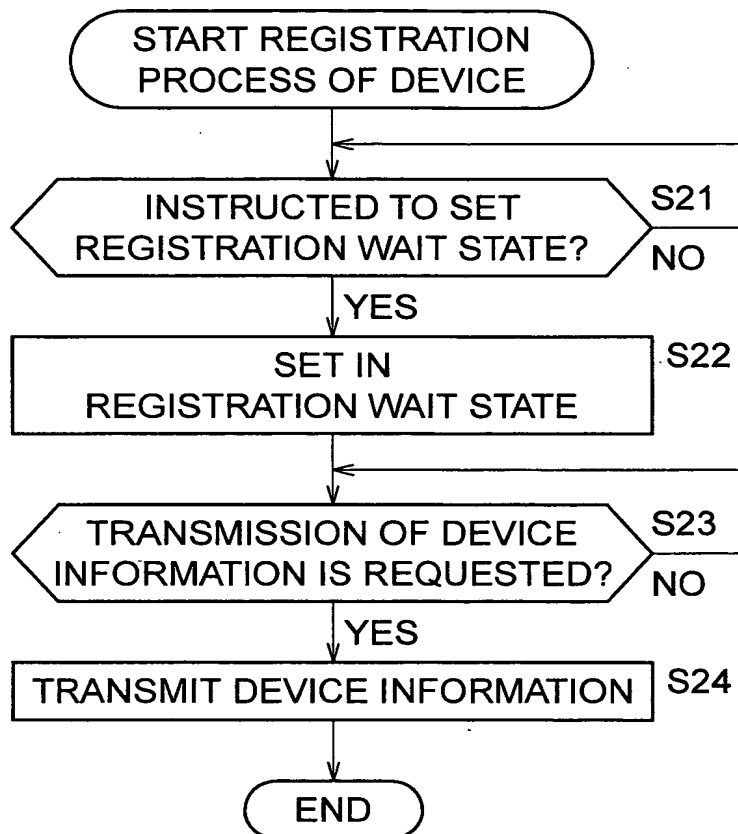 START REGISTRATION
PROCESS OF DEVICE
INSTRUCTED TO SET
REGISTRATION WAIT STATE?
S21
NO
YES
SET IN
REGISTRATION WAIT STATE
S22
TRANSMISSION OF DEVICE
INFORMATION IS REQUESTED?
S23
NO
YES
TRANSMIT DEVICE INFORMATION
S24
END